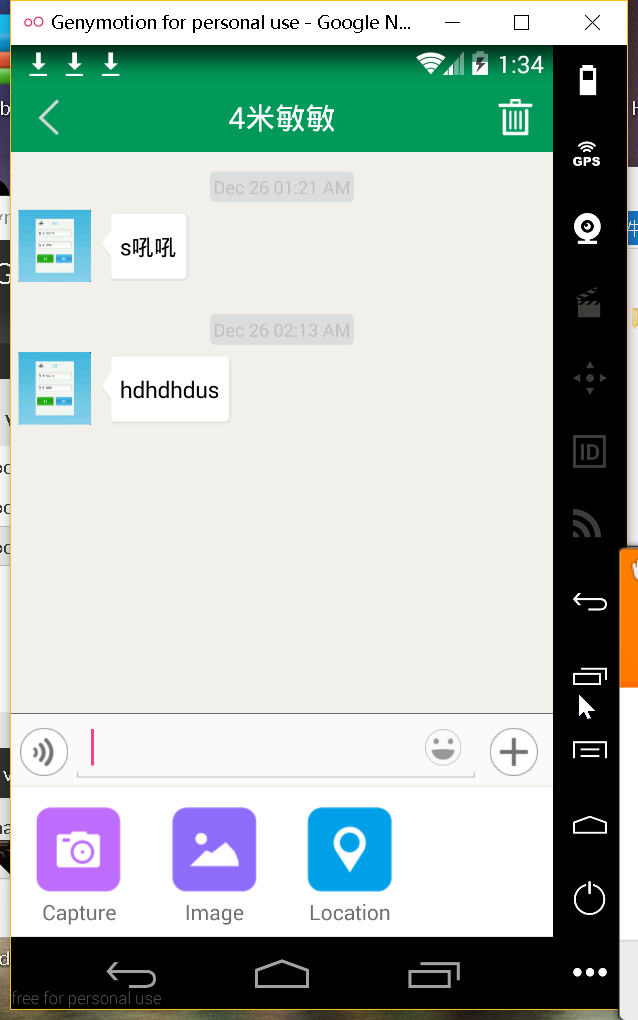 Genymotion for personal use - Google N...
1:34
4米敏敏
GPS
Dec 26 01:21 AM
s吼吼
Dec 26 02:13 AM
hdhdhdus
ID
Capture
Image
Location
free for personal use